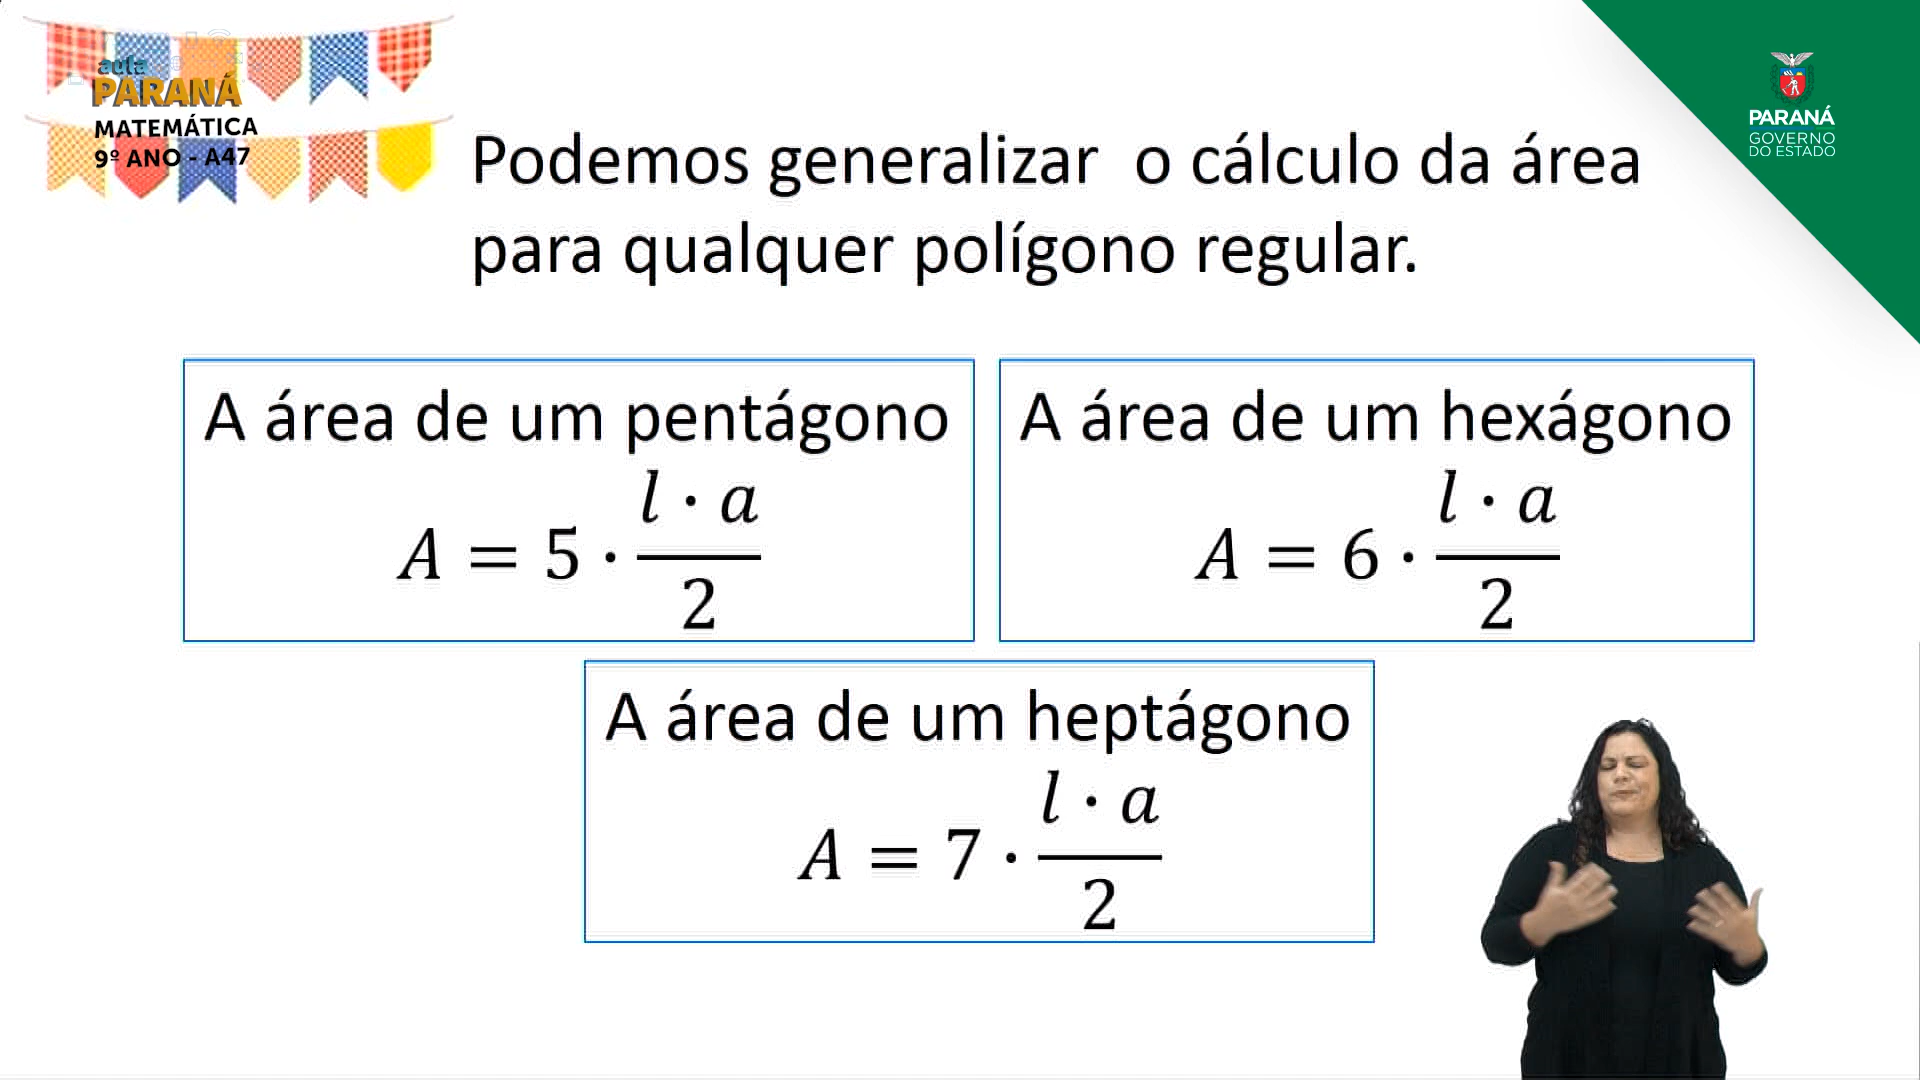 aula
PARANÁ
MATEMÁTICA
9º ANO - A47
PARANÁ
GOVERNO
DO ESTADO
Podemos generalizar o cálculo da área
para qualquer polígono regular.
A área de um pentágono
A = 5 · l · a / 2
A área de um hexágono
A = 6 · l · a / 2
A área de um heptágono
A = 7 · l · a / 2